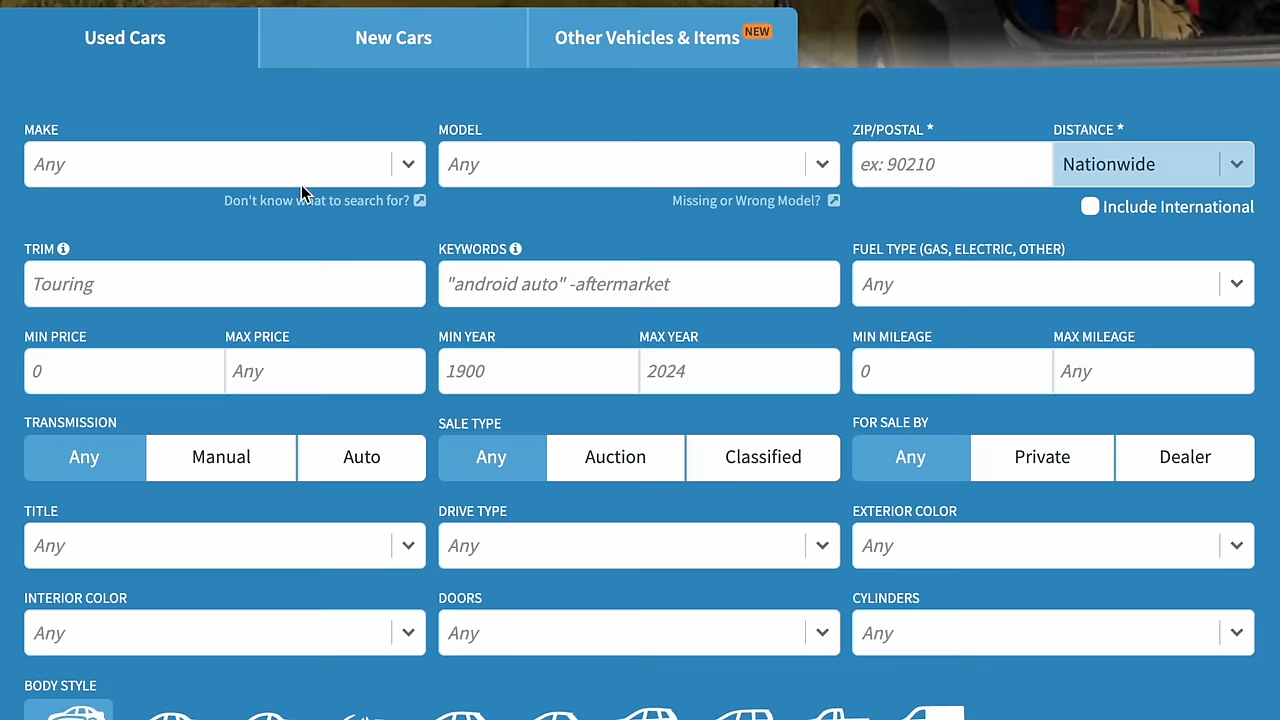 Used Cars
New Cars
Other Vehicles & Items NEW
MAKE
MODEL
ZIP/POSTAL *
DISTANCE *
Any
Any
ex: 90210
Nationwide
Don't know what to search for?
Missing or Wrong Model?
Include International
TRIM
KEYWORDS
FUEL TYPE (GAS, ELECTRIC, OTHER)
Touring
"android auto" -aftermarket
Any
MIN PRICE
MAX PRICE
MIN YEAR
MAX YEAR
MIN MILEAGE
MAX MILEAGE
0
Any
1900
2024
0
Any
TRANSMISSION
SALE TYPE
FOR SALE BY
Any
Manual
Auto
Any
Auction
Classified
Any
Private
Dealer
TITLE
DRIVE TYPE
EXTERIOR COLOR
Any
Any
Any
INTERIOR COLOR
DOORS
CYLINDERS
Any
Any
Any
BODY STYLE